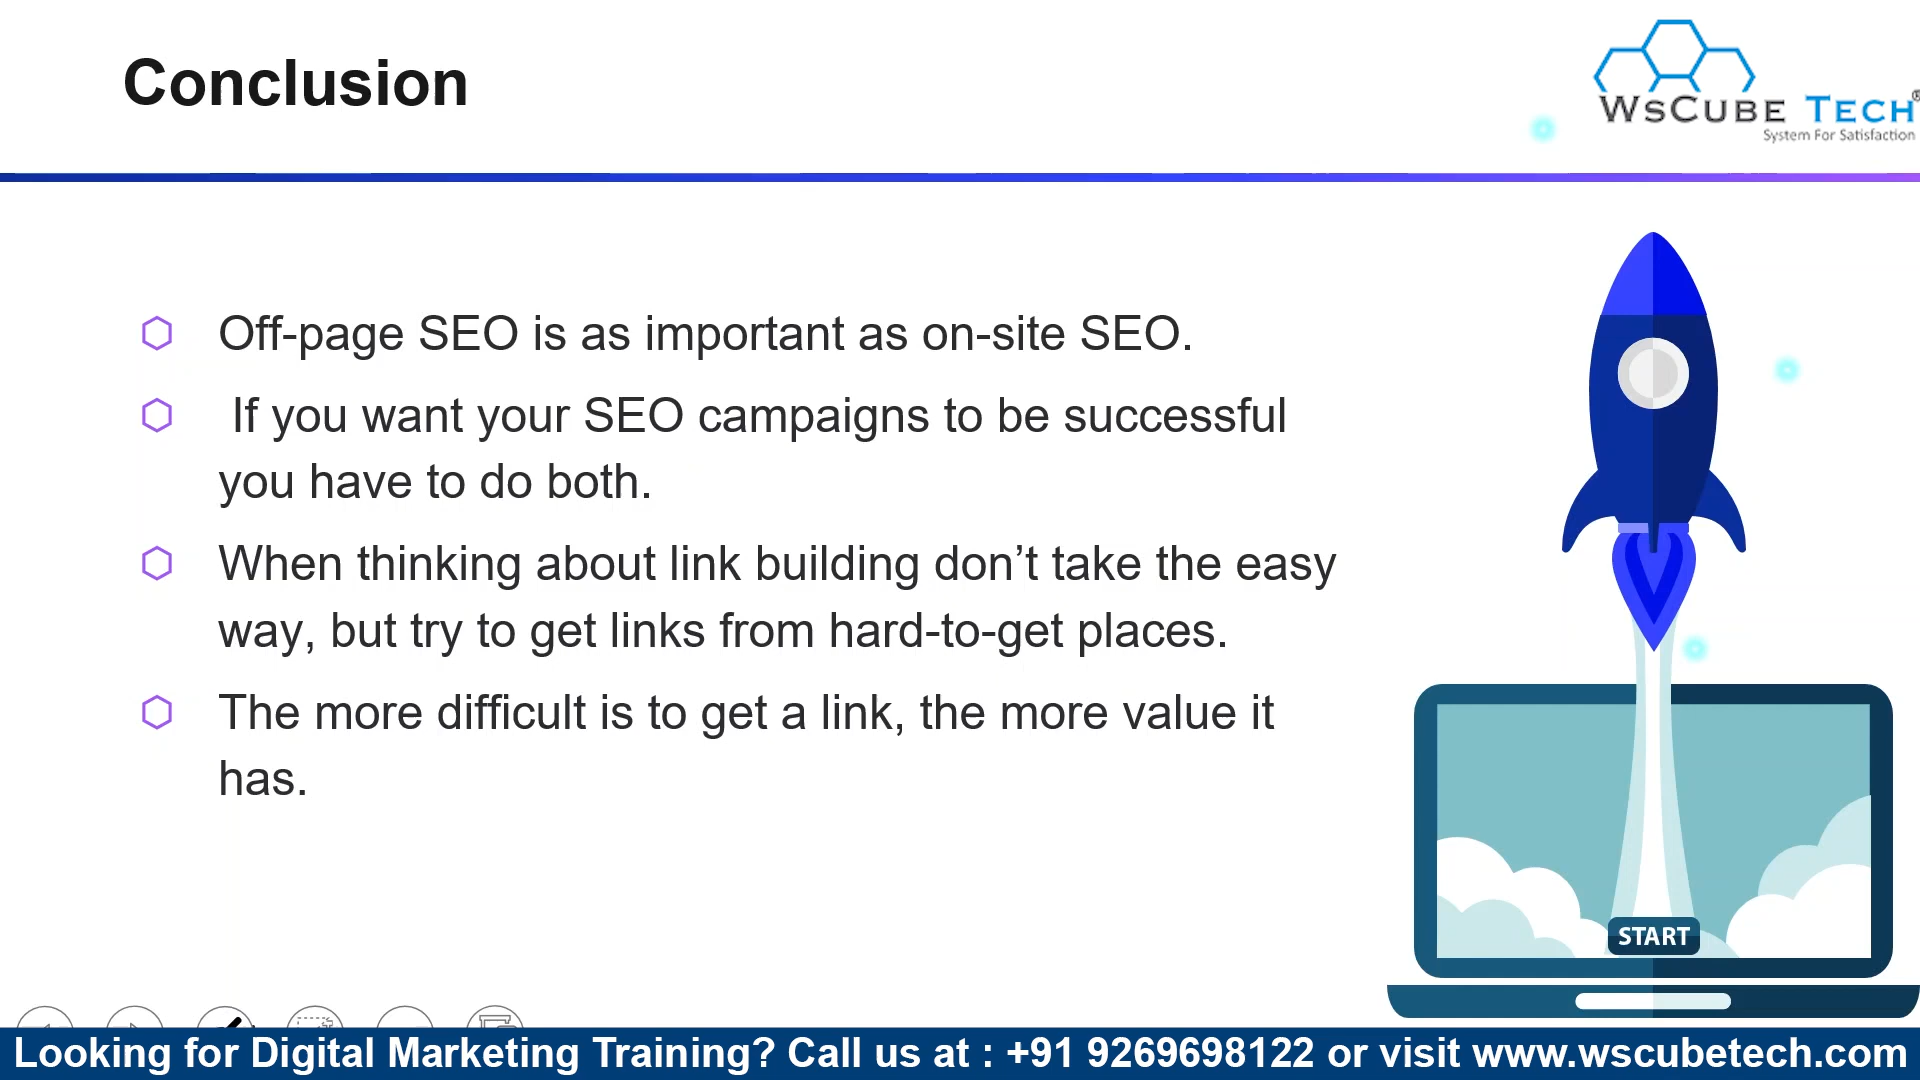 Conclusion
WSCUBE TECH®
System For Satisfaction
Off-page SEO is as important as on-site SEO.
If you want your SEO campaigns to be successful
you have to do both.
When thinking about link building don’t take the easy
way, but try to get links from hard-to-get places.
The more difficult is to get a link, the more value it
has.
START
Looking for Digital Marketing Training? Call us at : +91 9269698122 or visit www.wscubetech.com